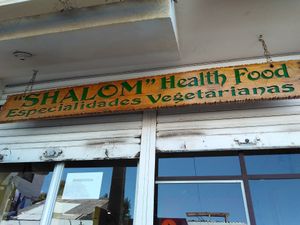 "SHALOM" Health Food
Especialidades Vegetarianas